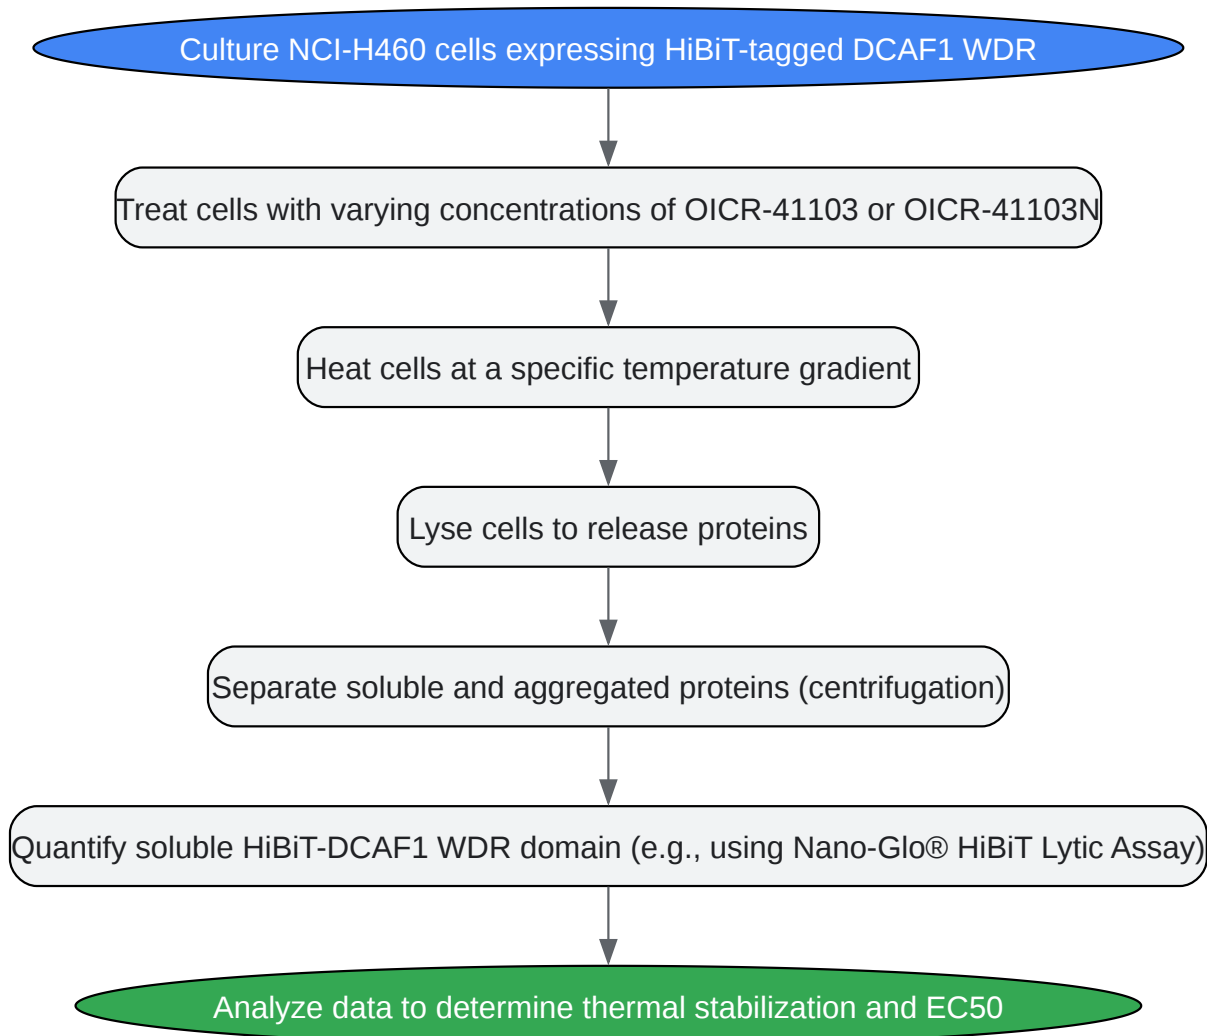 Culture NCI-H460 cells expressing HiBiT-tagged DCAF1 WDR
Treat cells with varying concentrations of OICR-41103 or OICR-41103N
Heat cells at a specific temperature gradient
Lyse cells to release proteins
Separate soluble and aggregated proteins (centrifugation)
Quantify soluble HiBiT-DCAF1 WDR domain (e.g., using Nano-Glo® HiBiT Lytic Assay)
Analyze data to determine thermal stabilization and EC50